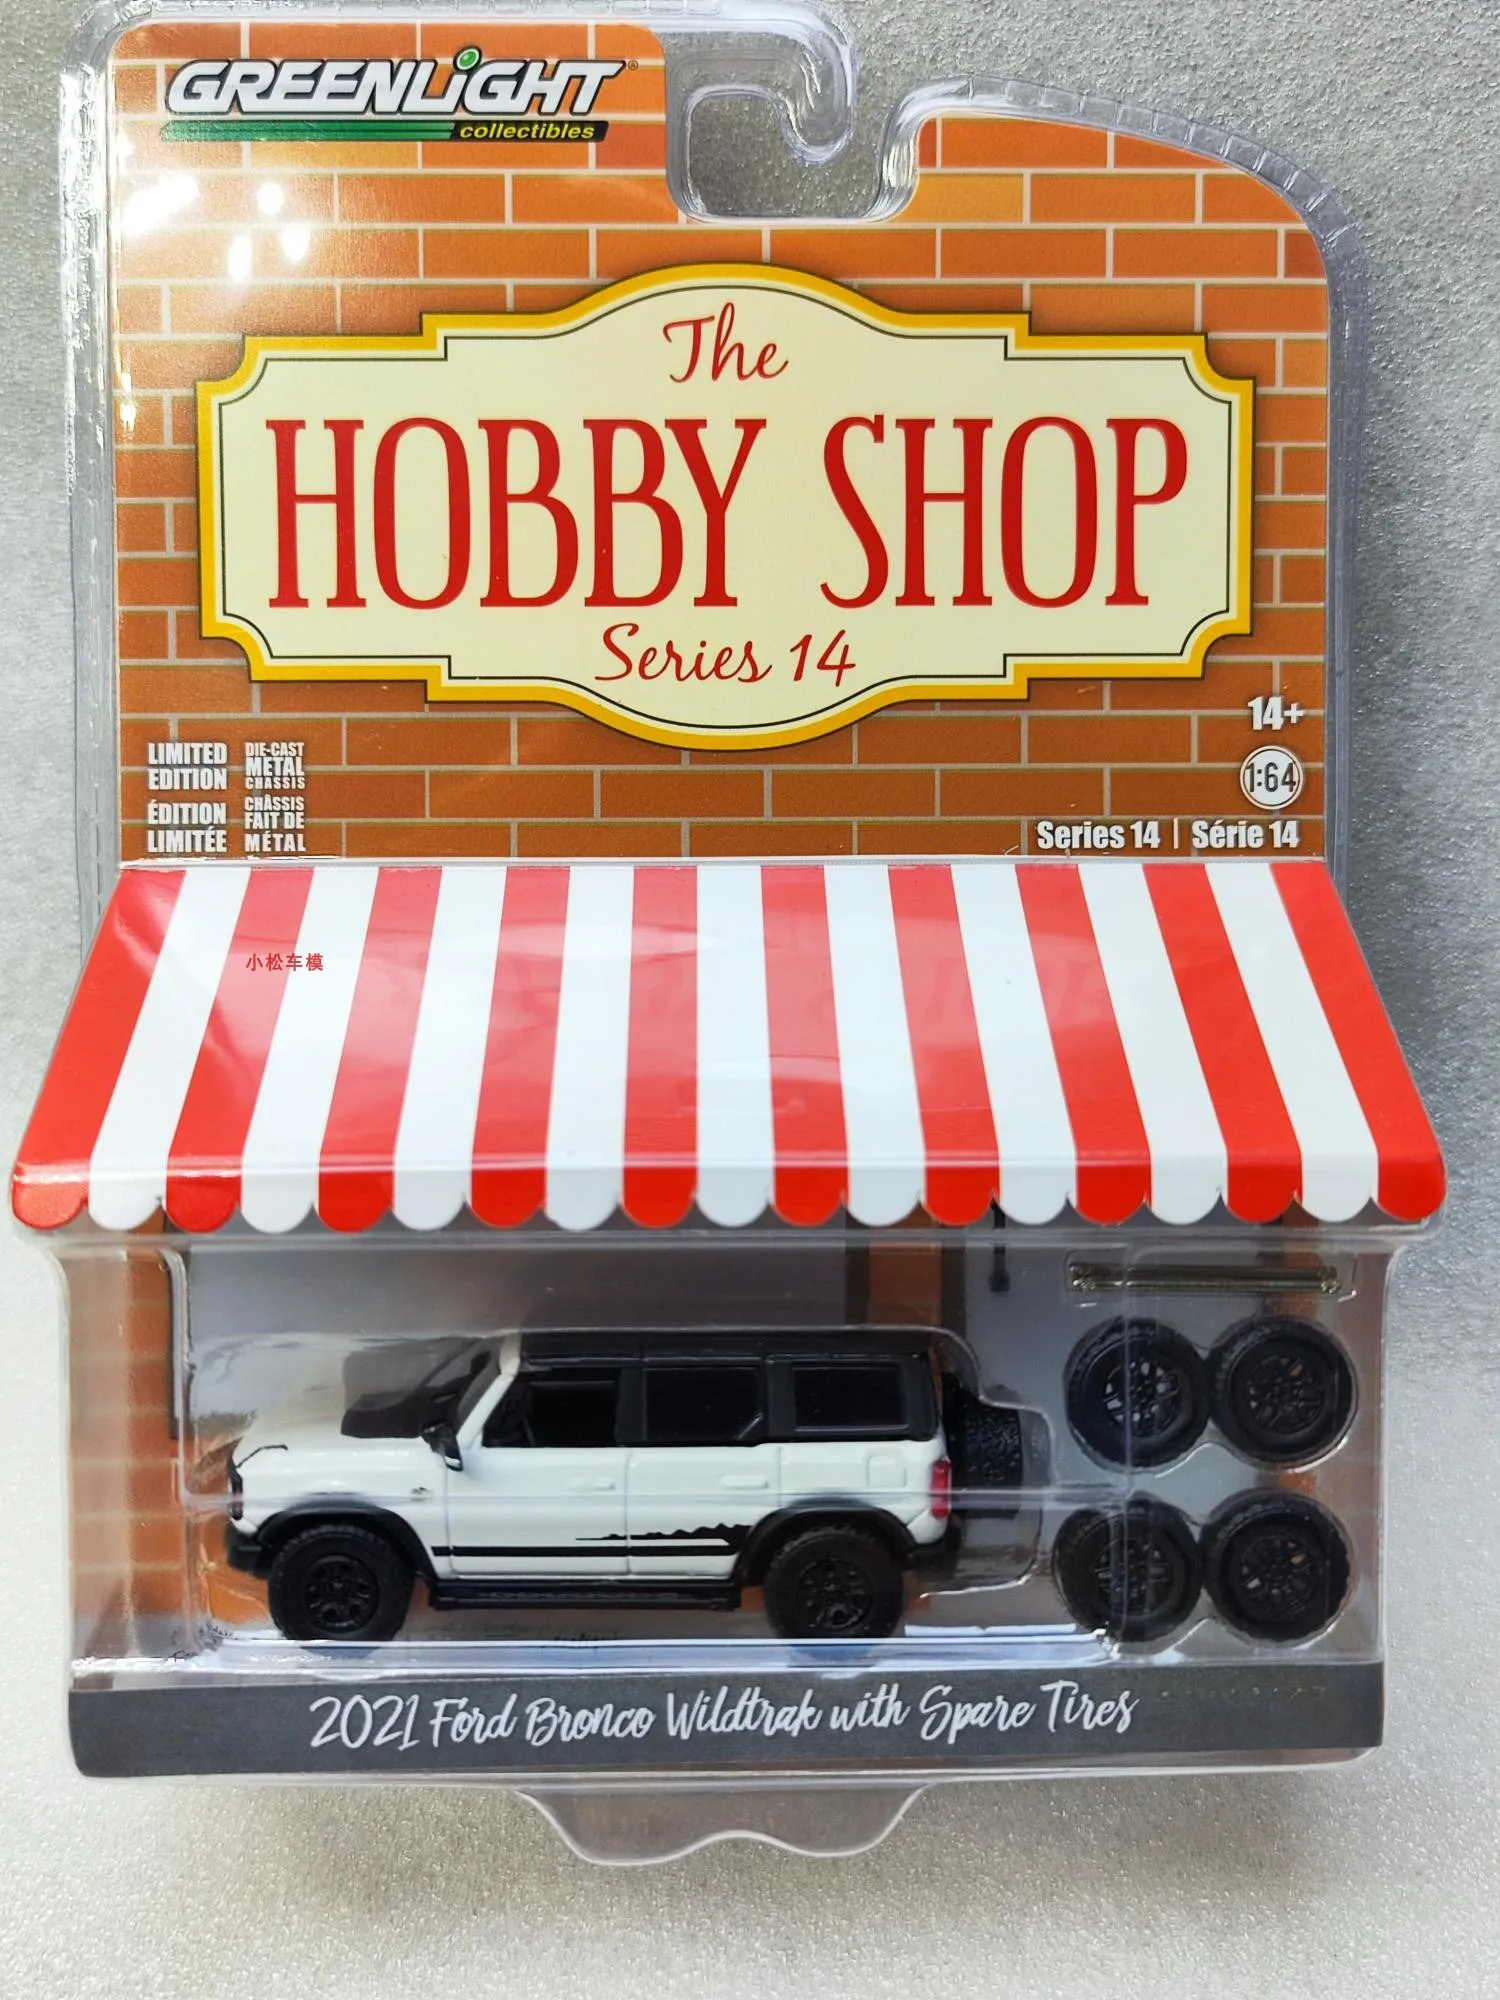 GREENLiGHT®
collectibles
The
HOBBY SHOP
Series 14
14+
1:64
LIMITED EDITION
DIE-CAST METAL CHASSIS
ÉDITION LIMITÉE
CHÂSSIS FAIT DE MÉTAL
Series 14 | Série 14
小松车模
2021 Ford Bronco Wildtrak with Spare Tires